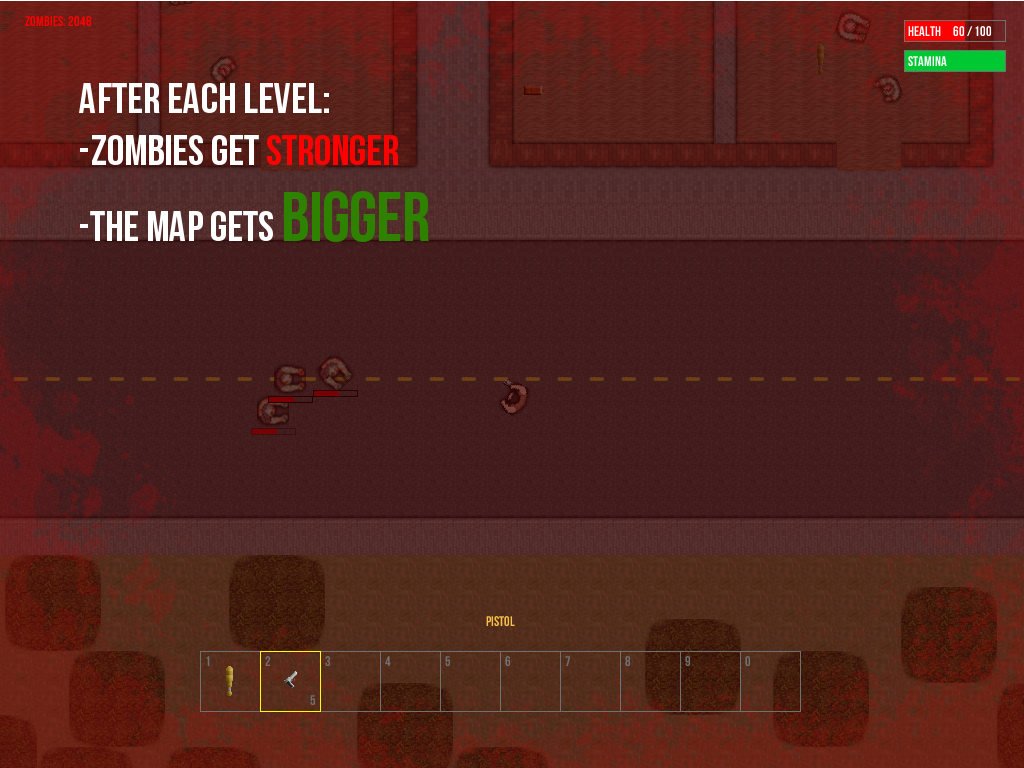 ZOMBIES: 2048
HEALTH 60 / 100
STAMINA
AFTER EACH LEVEL:
-ZOMBIES GET STRONGER
-THE MAP GETS BIGGER
PISTOL
1 2 3 4 5 6 7 8 9 0
5